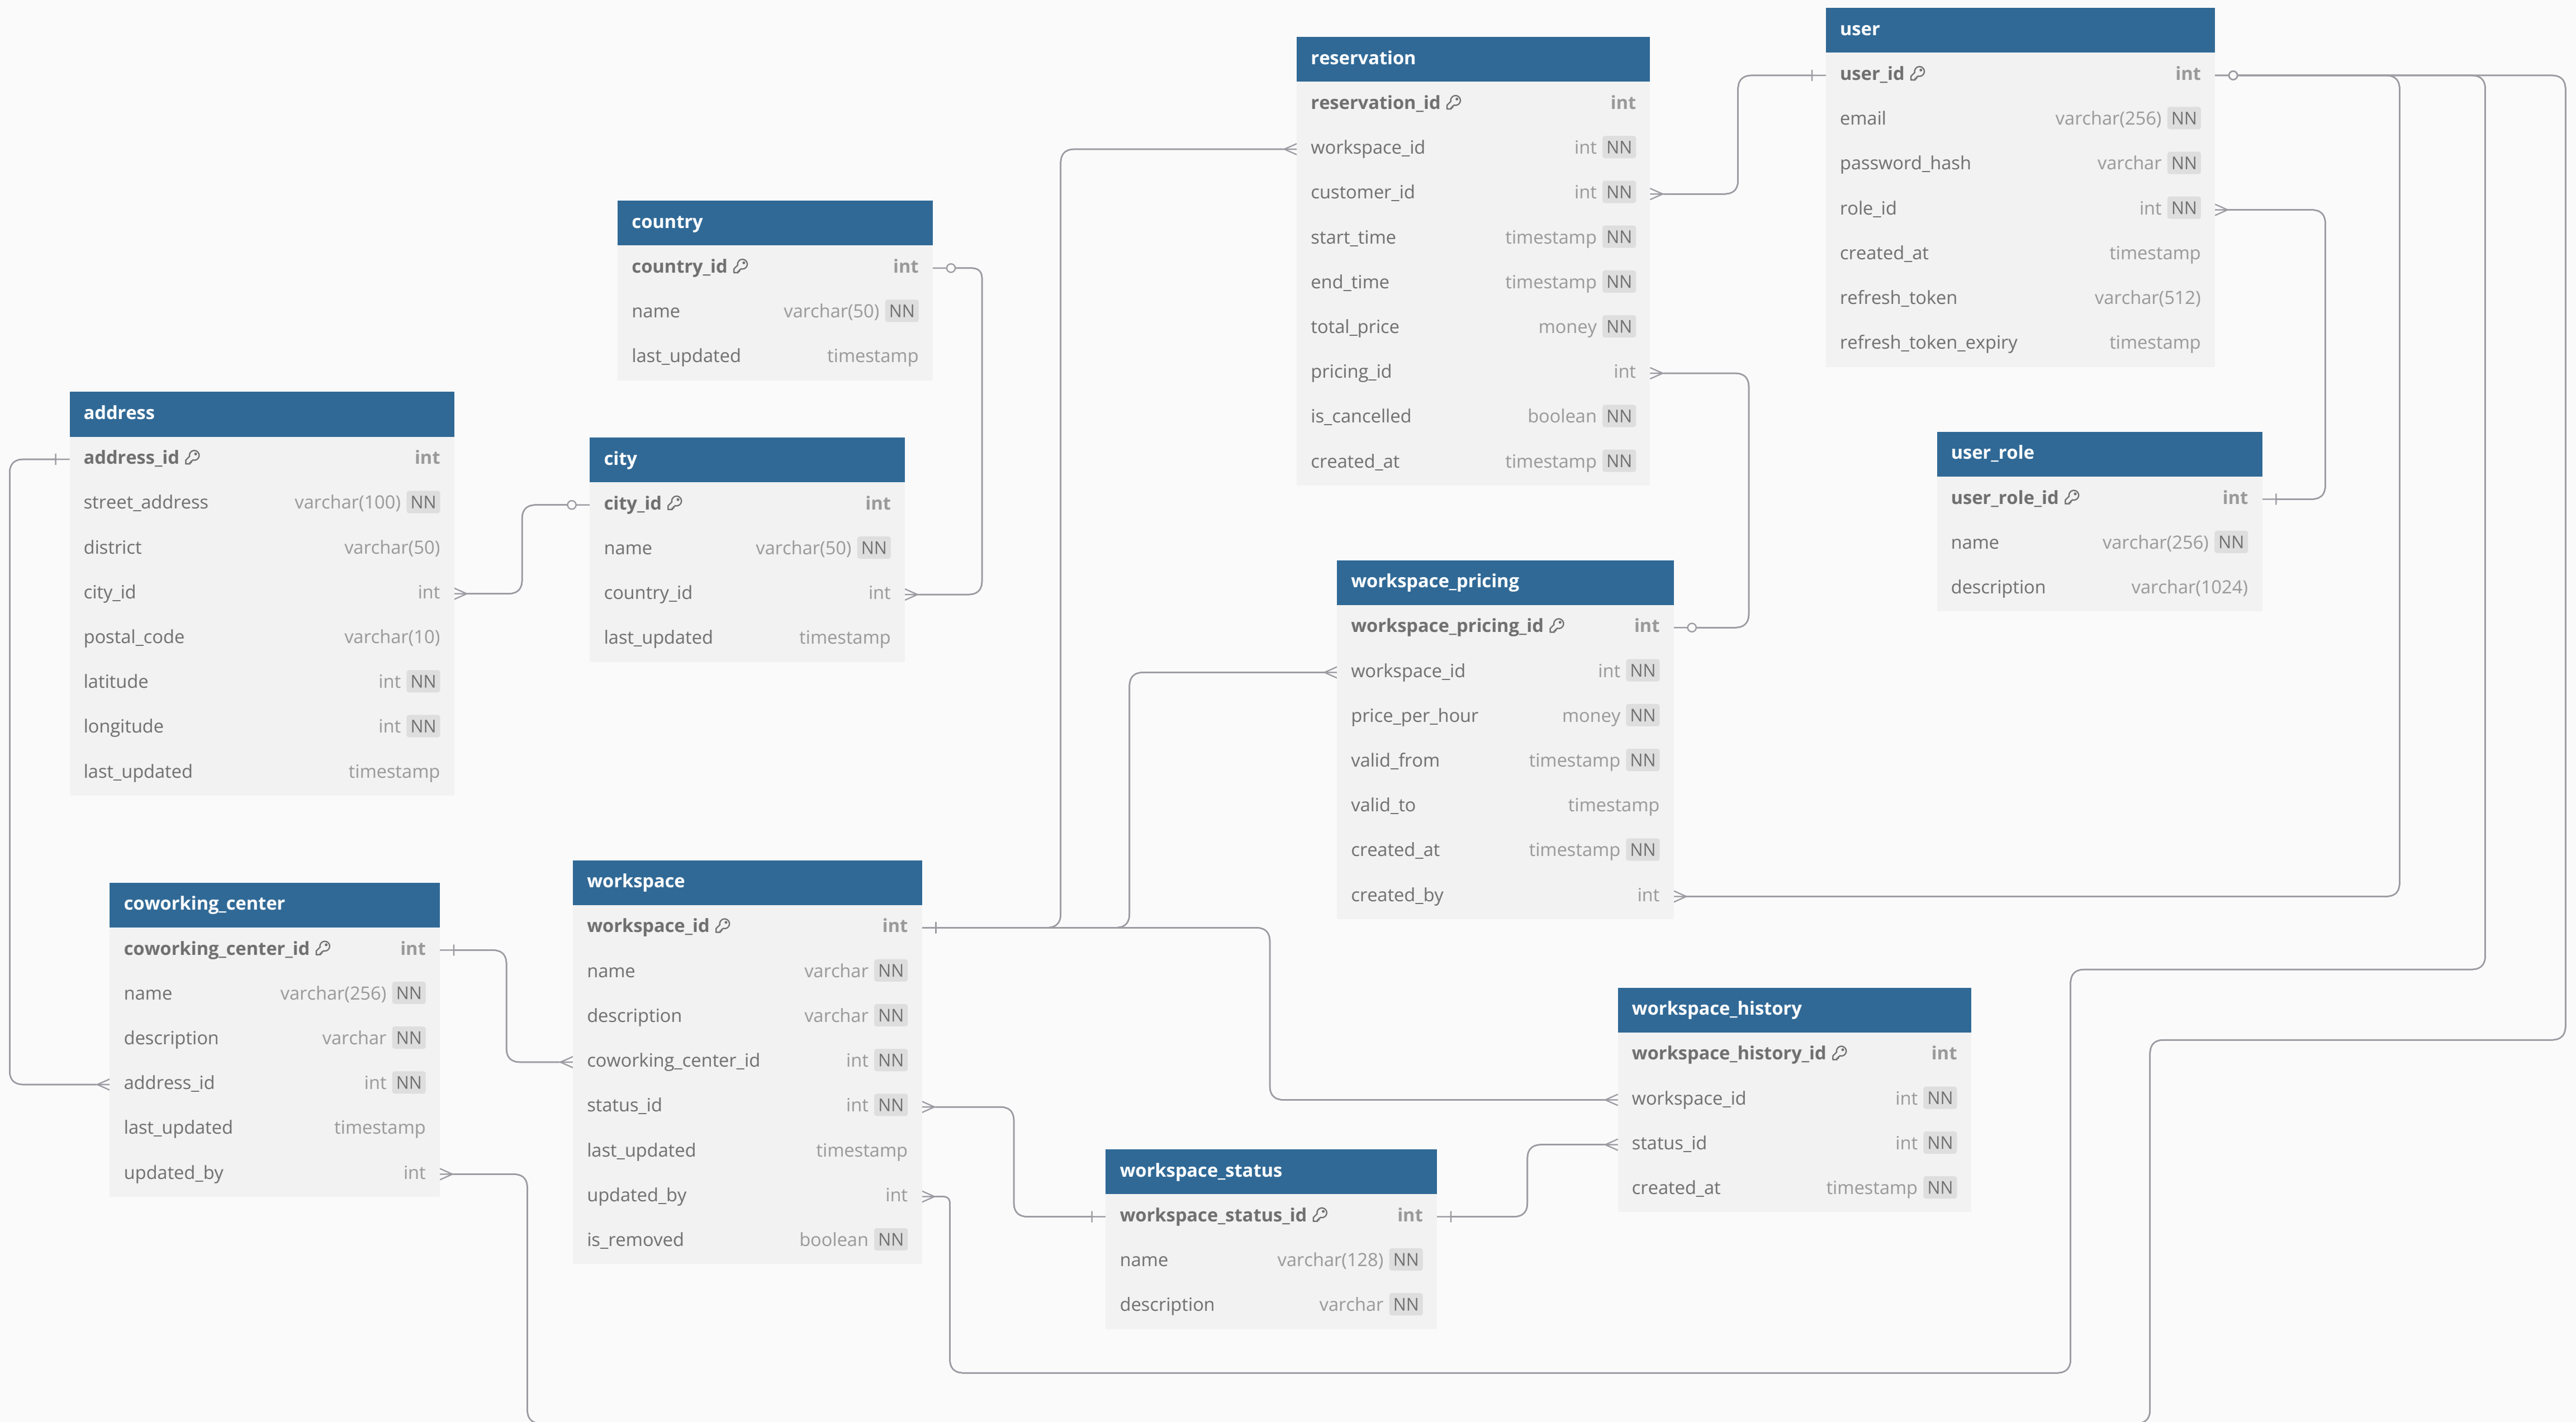 user
user_id int
email varchar(256) NN
password_hash varchar NN
role_id int NN
created_at timestamp
refresh_token varchar(512)
refresh_token_expiry timestamp
reservation
reservation_id int
workspace_id int NN
customer_id int NN
start_time timestamp NN
end_time timestamp NN
total_price money NN
pricing_id int
is_cancelled boolean NN
created_at timestamp NN
country
country_id int
name varchar(50) NN
last_updated timestamp
address
address_id int
street_address varchar(100) NN
district varchar(50)
city_id int
postal_code varchar(10)
latitude int NN
longitude int NN
last_updated timestamp
city
city_id int
name varchar(50) NN
country_id int
last_updated timestamp
user_role
user_role_id int
name varchar(256) NN
description varchar(1024)
workspace_pricing
workspace_pricing_id int
workspace_id int NN
price_per_hour money NN
valid_from timestamp NN
valid_to timestamp
created_at timestamp NN
created_by int
coworking_center
coworking_center_id int
name varchar(256) NN
description varchar NN
address_id int NN
last_updated timestamp
updated_by int
workspace
workspace_id int
name varchar NN
description varchar NN
coworking_center_id int NN
status_id int NN
last_updated timestamp
updated_by int
is_removed boolean NN
workspace_history
workspace_history_id int
workspace_id int NN
status_id int NN
created_at timestamp NN
workspace_status
workspace_status_id int
name varchar(128) NN
description varchar NN